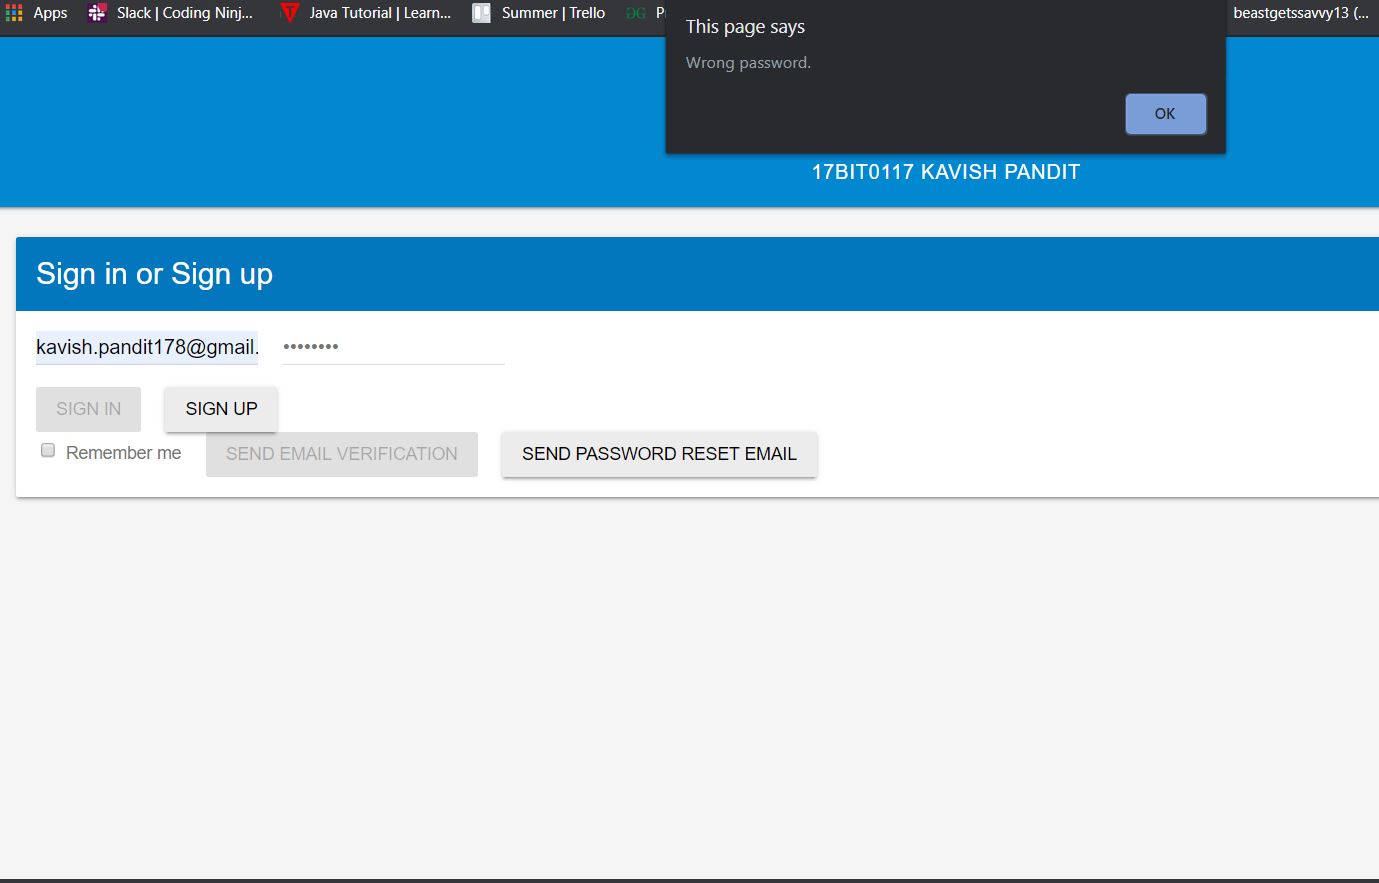 Apps
Slack | Coding Ninj...
Java Tutorial | Learn...
Summer | Trello
beastgetssavvy13 (...
This page says
Wrong password.
OK
17BIT0117 KAVISH PANDIT
Sign in or Sign up
kavish.pandit178@gmail.
••••••••
SIGN IN
SIGN UP
Remember me
SEND EMAIL VERIFICATION
SEND PASSWORD RESET EMAIL